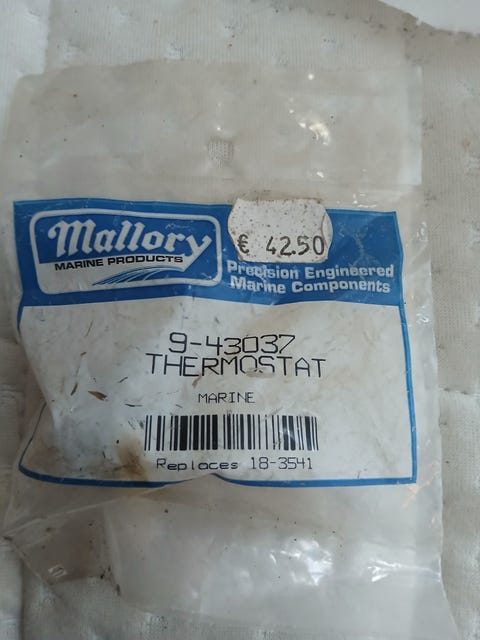 Mallory
MARINE PRODUCTS
€ 42.50
Precision Engineered
Marine Components
9-43037
THERMOSTAT
MARINE
Replaces 18-3541